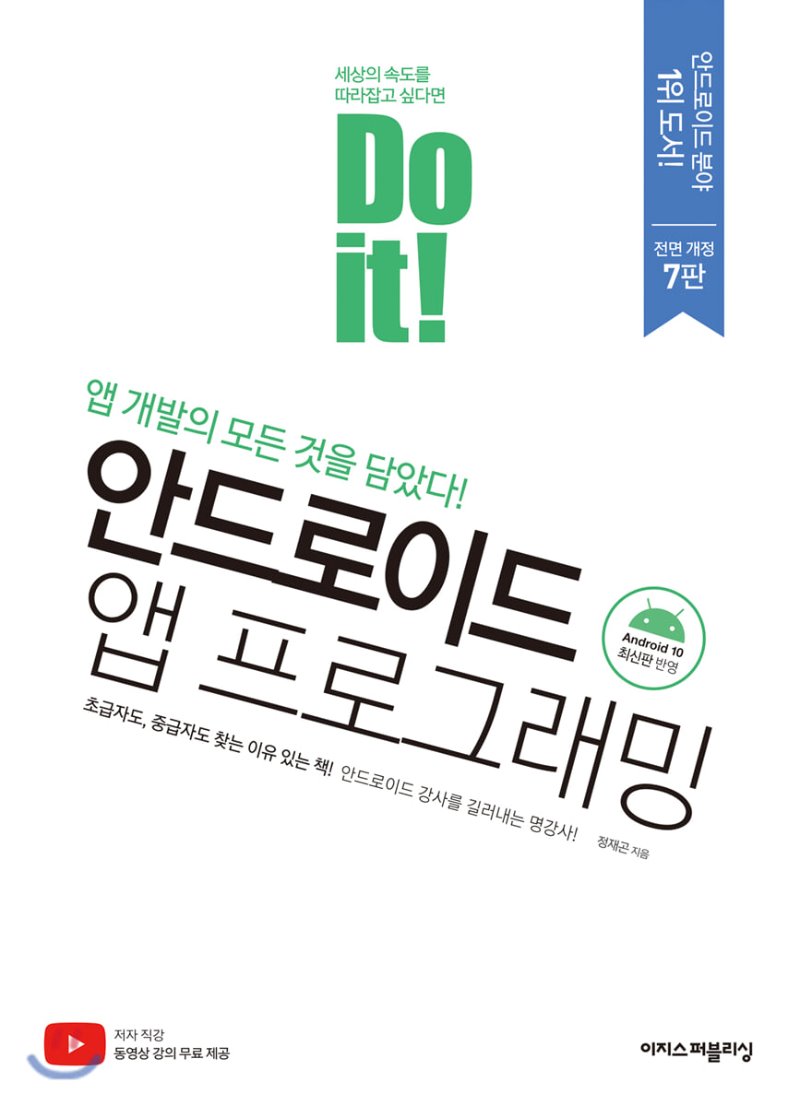 세상의 속도를
따라잡고 싶다면
Do
it!
안드로이드 분야
1위 도서!
전면 개정
7판
앱 개발의 모든 것을 담았다!
안드로이드
앱 프로그래밍
Android 10
최신판 반영
초급자도, 중급자도 찾는 이유 있는 책! 안드로이드 강사를 길러내는 명강사!
정재곤 지음
저자 직강
동영상 강의 무료 제공
이지스퍼블리싱